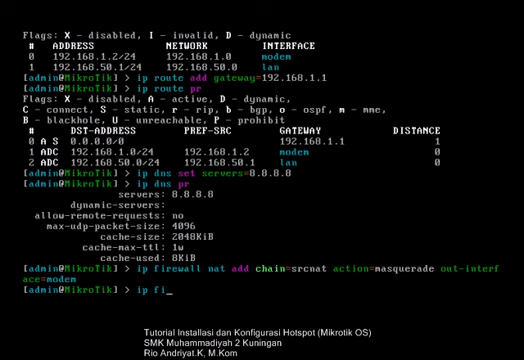 Flags: X - disabled, I - invalid, D - dynamic
# ADDRESS NETWORK INTERFACE
0 192.168.1.2/24 192.168.1.0 modem
1 192.168.50.1/24 192.168.50.0 lan
[admin@MikroTik] > ip route add gateway=192.168.1.1
[admin@MikroTik] > ip route pr
Flags: X - disabled, A - active, D - dynamic,
C - connect, S - static, r - rip, b - bgp, o - ospf, m - mme,
B - blackhole, U - unreachable, P - prohibit
# DST-ADDRESS PREF-SRC GATEWAY DISTANCE
0 A S 0.0.0.0/0 192.168.1.1 1
1 ADC 192.168.1.0/24 192.168.1.2 modem 0
2 ADC 192.168.50.0/24 192.168.50.1 lan 0
[admin@MikroTik] > ip dns set servers=8.8.8.8
[admin@MikroTik] > ip dns pr
servers: 8.8.8.8
dynamic-servers:
allow-remote-requests: no
max-udp-packet-size: 4096
cache-size: 2048KiB
cache-max-ttl: 1w
cache-used: 8KiB
[admin@MikroTik] > ip firewall nat add chain=srcnat action=masquerade out-interf
ace=modem
[admin@MikroTik] > ip fi_
Tutorial Installasi dan Konfigurasi Hotspot (Mikrotik OS)
SMK Muhammadiyah 2 Kuningan
Rio Andriyat.K, M.Kom